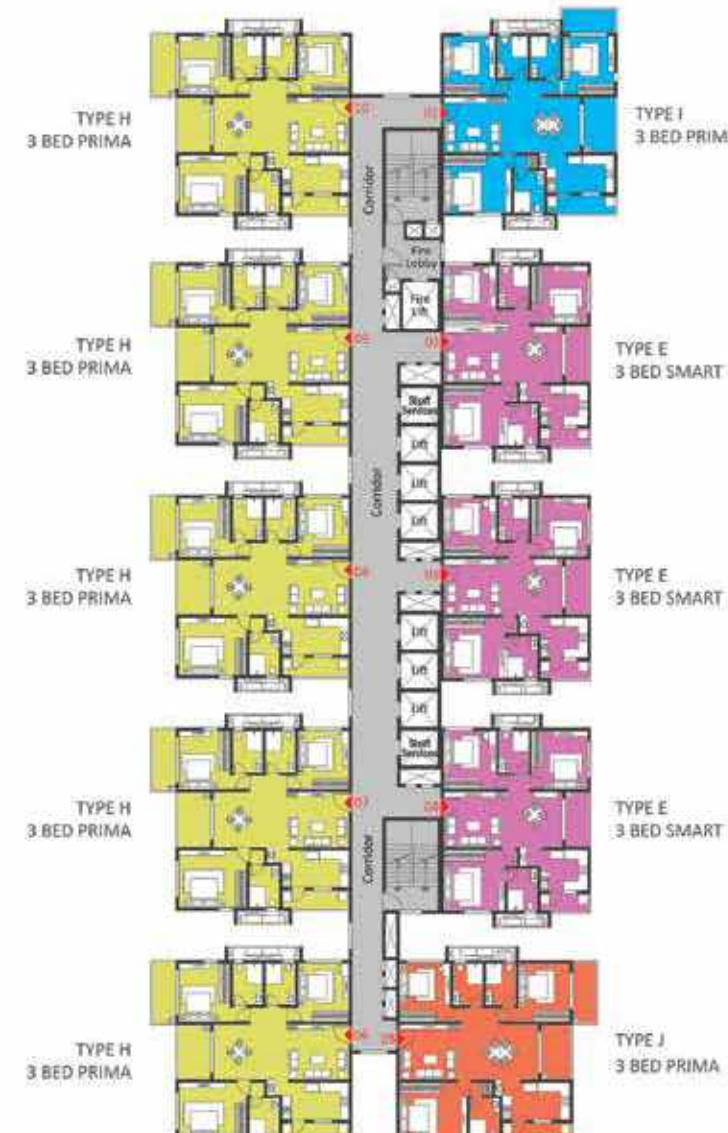 TYPE H
3 BED PRIMA
TYPE I
3 BED PRIM
Corridor
Fire
Lobby
Fire
Lift
TYPE H
3 BED PRIMA
TYPE E
3 BED SMART
Staff
Services
Lift
Lift
Corridor
Lift
TYPE H
3 BED PRIMA
TYPE E
3 BED SMART
03
Lift
Lift
Lift
Staff
Services
TYPE H
3 BED PRIMA
07
04
TYPE E
3 BED SMART
Corridor
TYPE H
3 BED PRIMA
TYPE J
3 BED PRIMA